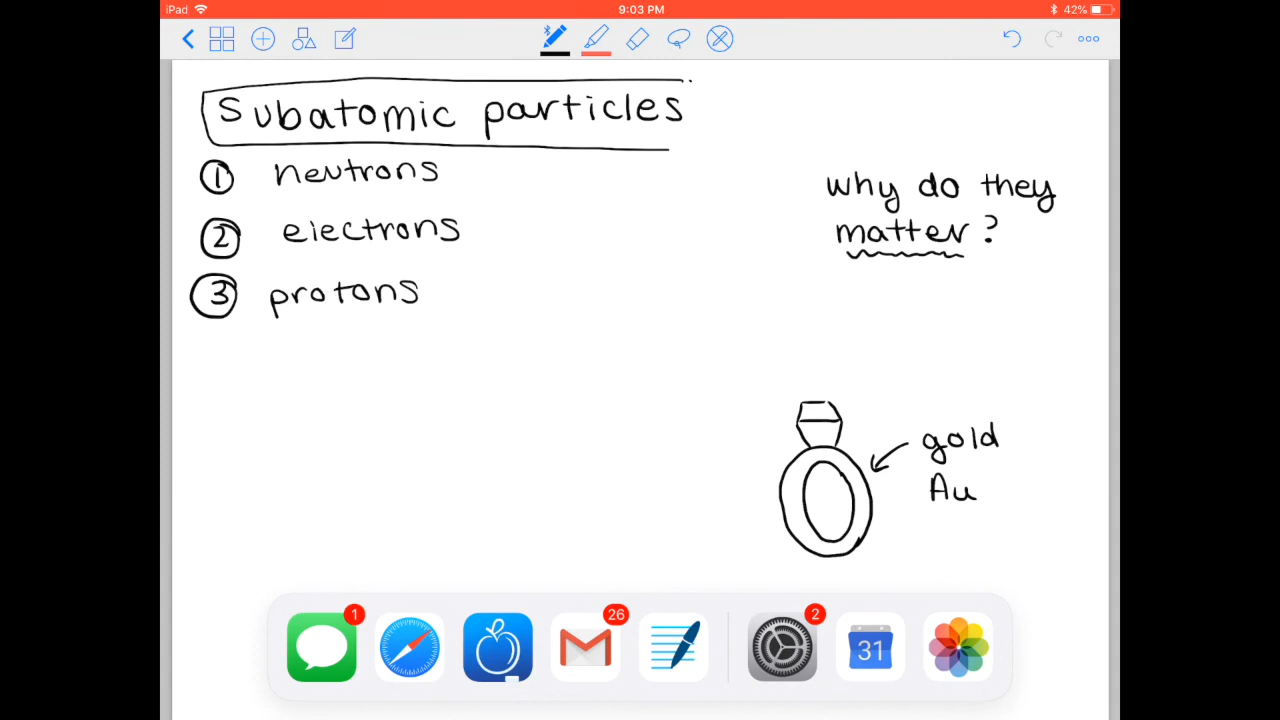 iPad 9:03 PM 42%
Subatomic particles
1 neutrons
2 electrons
3 protons
why do they
matter?
gold
Au
1 26 2
31